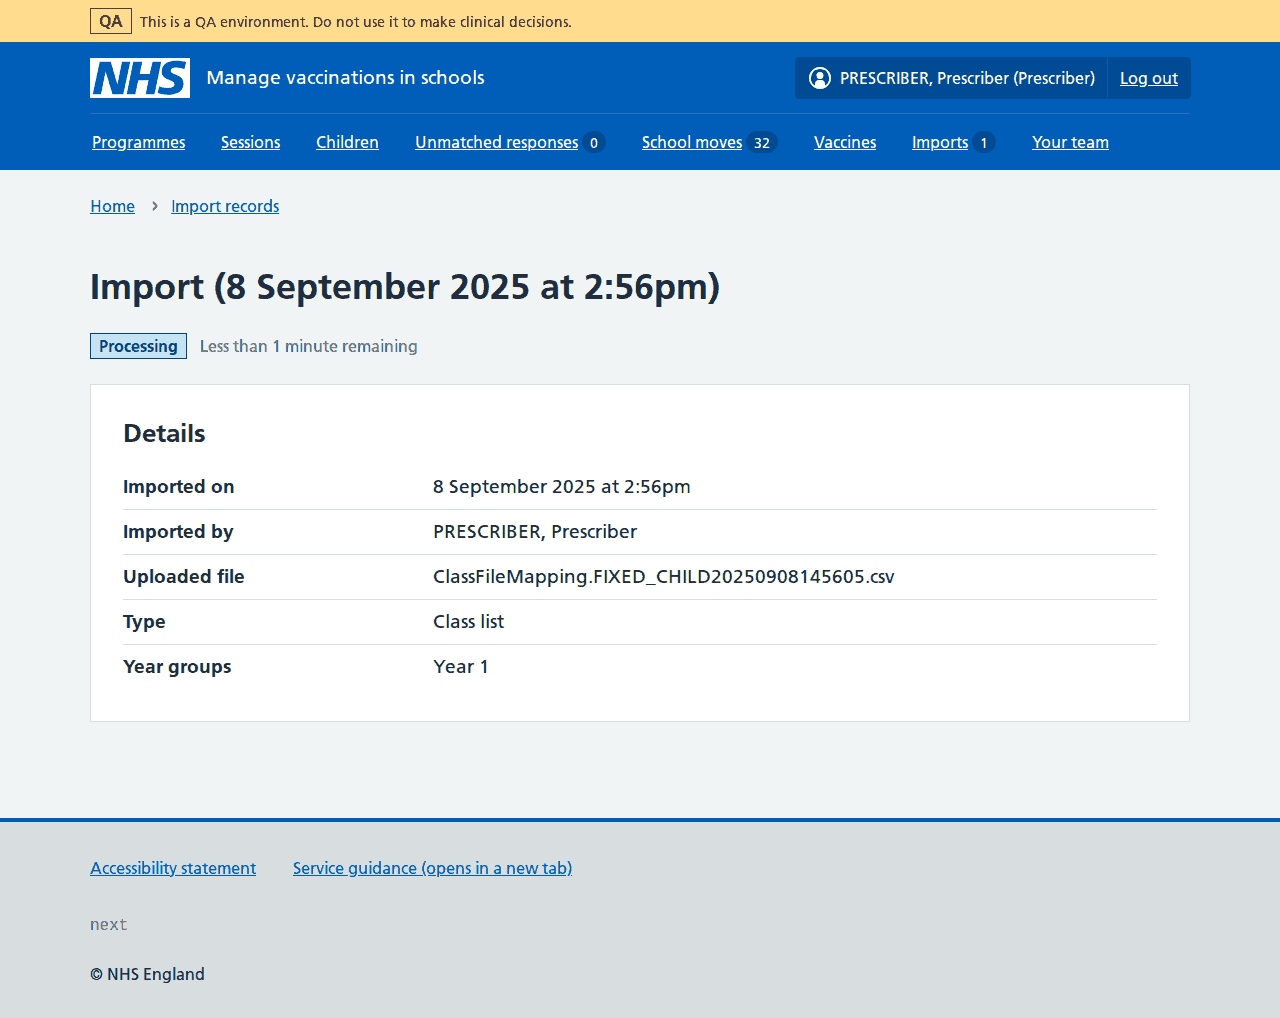 QA This is a QA environment. Do not use it to make clinical decisions.
NHS Manage vaccinations in schools PRESCRIBER, Prescriber (Prescriber) Log out
Programmes Sessions Children Unmatched responses 0 School moves 32 Vaccines Imports 1 Your team
Home › Import records
Import (8 September 2025 at 2:56pm)
Processing Less than 1 minute remaining
Details
Imported on 8 September 2025 at 2:56pm
Imported by PRESCRIBER, Prescriber
Uploaded file ClassFileMapping.FIXED_CHILD20250908145605.csv
Type Class list
Year groups Year 1
Accessibility statement Service guidance (opens in a new tab)
next
© NHS England